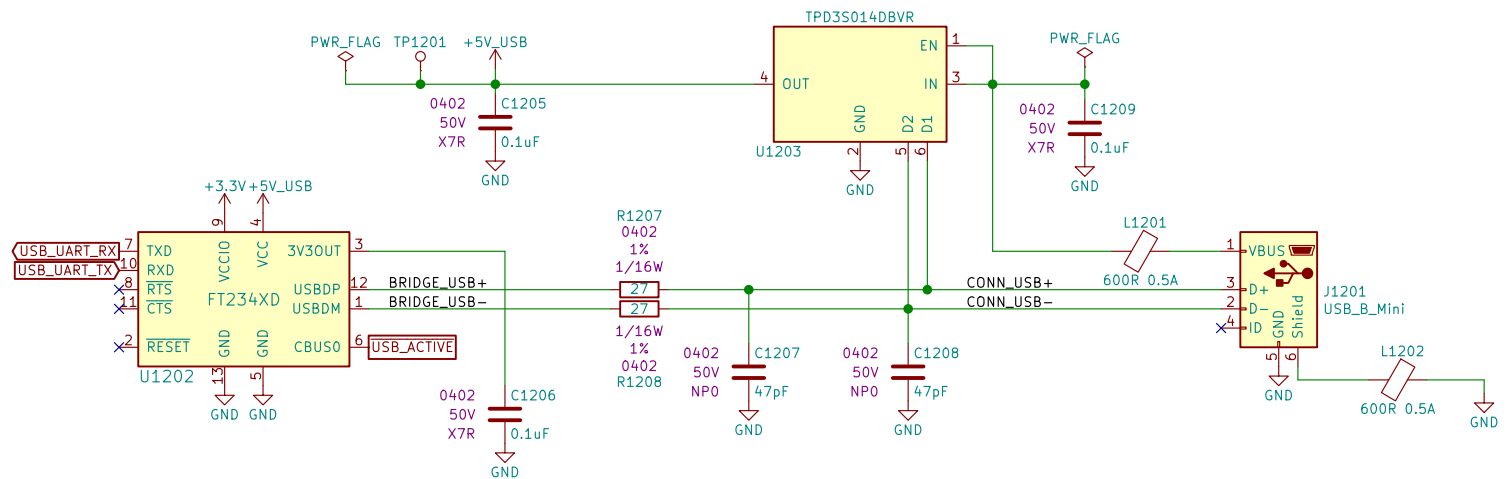 TPD3S014DBVR
PWR_FLAG
TP1201
+5V_USB
PWR_FLAG
EN
1
4
OUT
IN
3
0402
C1205
50V
X7R
0.1uF
GND
GND
D2
D1
2
5
6
U1203
GND
0402
C1209
50V
X7R
0.1uF
GND
+3.3V
+5V_USB
9
4
USB_UART_RX
7
TXD
VCCIO
VCC
3V3OUT
3
USB_UART_TX
10
RXD
8
RTS
USBDP
12
BRIDGE_USB+
11
CTS
FT234XD
USBDM
1
BRIDGE_USB-
2
RESET
GND
GND
CBUS0
6
USB_ACTIVE
U1202
13
5
GND
GND
R1207
0402
1%
1/16W
27
27
1/16W
1%
0402
R1208
0402
C1206
50V
X7R
0.1uF
GND
0402
C1207
50V
NP0
47pF
GND
0402
C1208
50V
NP0
47pF
GND
CONN_USB+
CONN_USB-
L1201
600R 0.5A
1
VBUS
3
D+
2
D-
4
ID
GND
Shield
5
6
J1201
USB_B_Mini
GND
L1202
600R 0.5A
GND